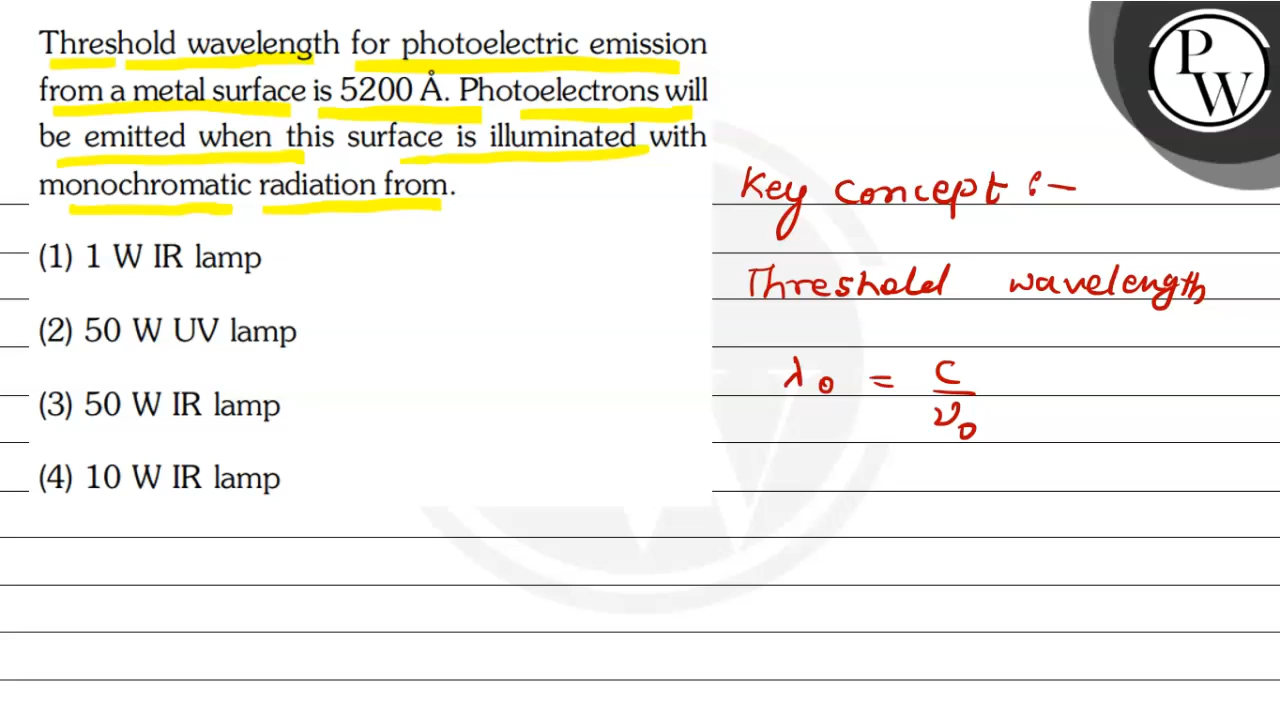 Threshold wavelength for photoelectric emission
from a metal surface is 5200 Å. Photoelectrons will
be emitted when this surface is illuminated with
monochromatic radiation from.
(1) 1 W IR lamp
(2) 50 W UV lamp
(3) 50 W IR lamp
(4) 10 W IR lamp
P
W
Key concept :-
Threshold wavelength
λ₀ = C/ν₀